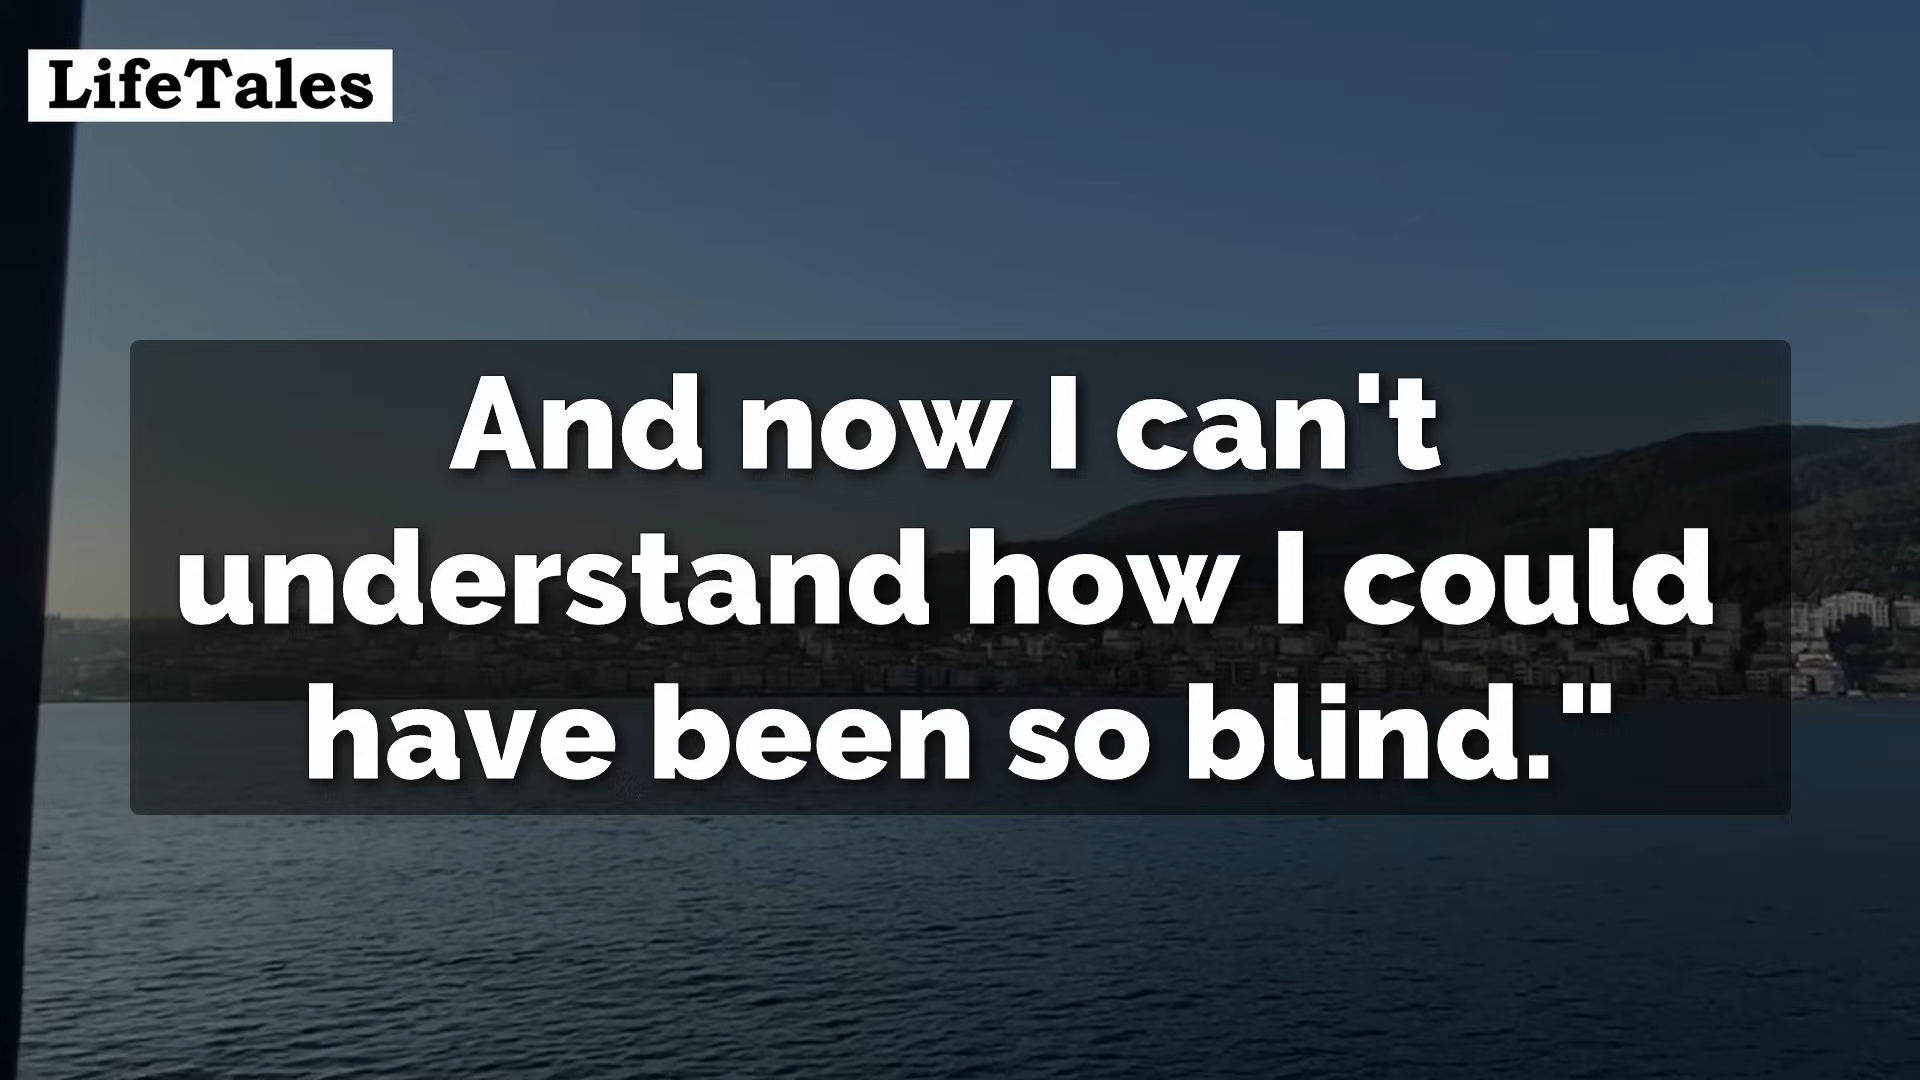 LifeTales
And now I can't
understand how I could
have been so blind."